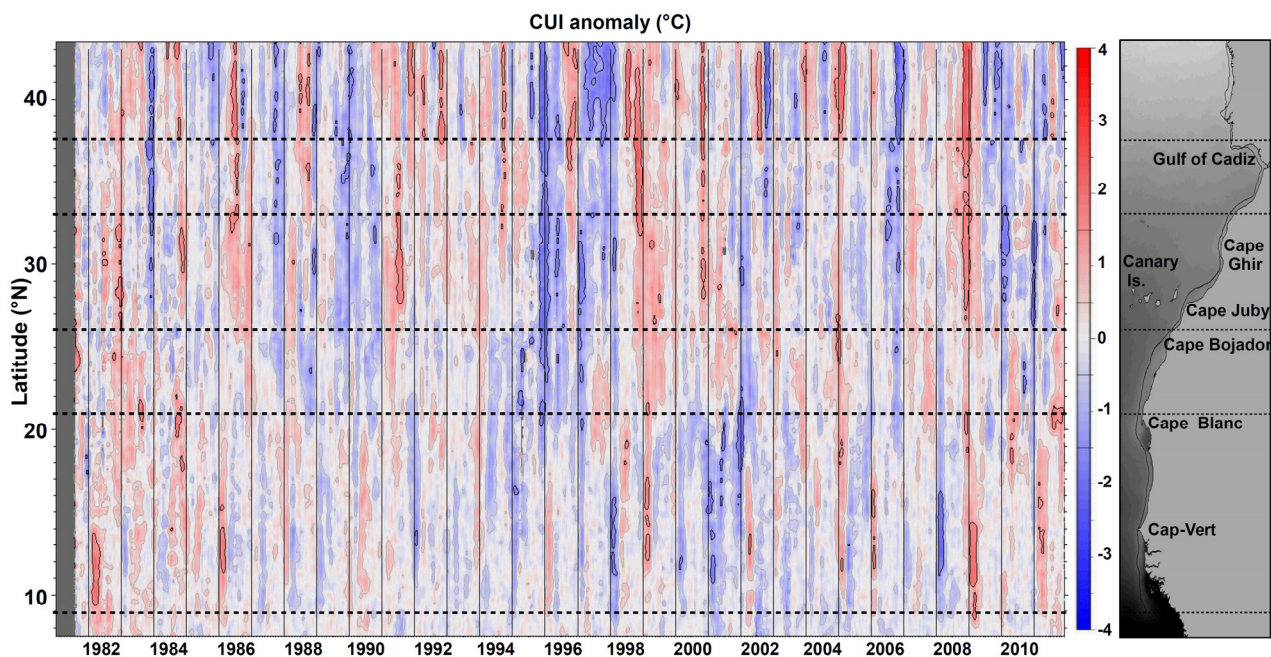 CUI anomaly (°C)
Latitude (°N)
40
30
20
10
1982 1984 1986 1988 1990 1992 1994 1996 1998 2000 2002 2004 2006 2008 2010
4
3
2
1
0
-1
-2
-3
-4
Gulf of Cadiz
Cape
Ghir
Canary
Is.
Cape Juby
Cape Bojador
Cape Blanc
Cap-Vert